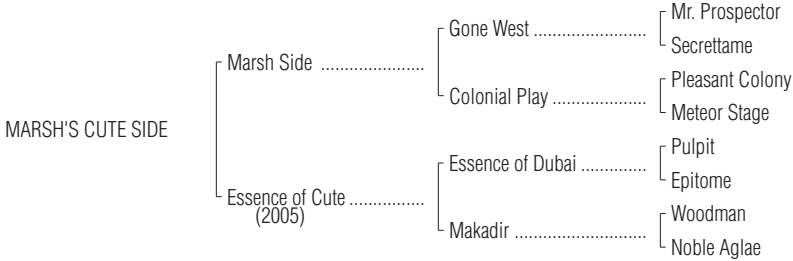 Mr. Prospector
Gone West ........................
Secrettame
Marsh Side ......................
Pleasant Colony
Colonial Play ....................
Meteor Stage
MARSH'S CUTE SIDE
Pulpit
Essence of Dubai ..............
Epitome
Essence of Cute ................
(2005)
Woodman
Makadir ............................
Noble Aglae